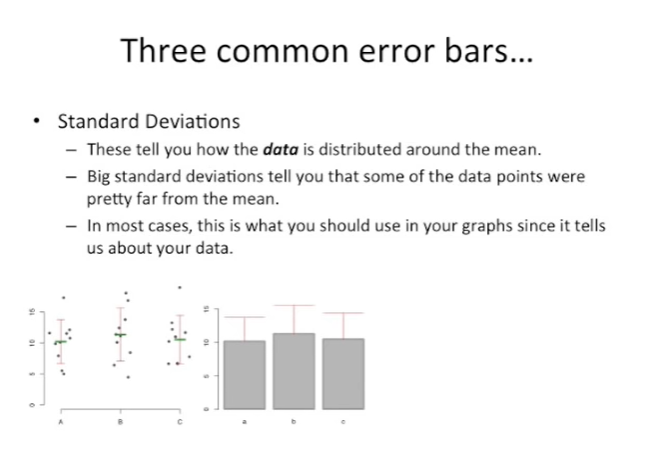 Three common error bars...
• Standard Deviations
– These tell you how the data is distributed around the mean.
– Big standard deviations tell you that some of the data points were
pretty far from the mean.
– In most cases, this is what you should use in your graphs since it tells
us about your data.
15
10
5
0
A B C
15
10
5
0
a b c